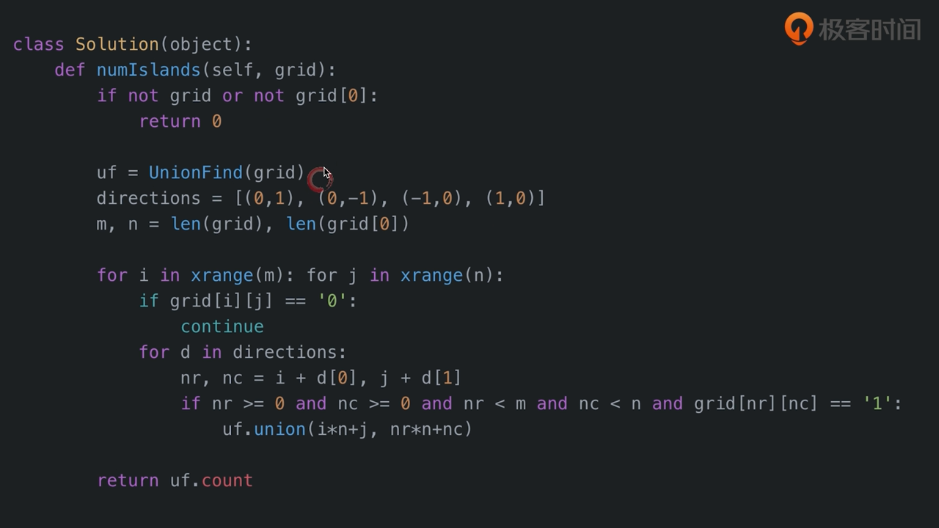 极客时间
class Solution(object):
    def numIslands(self, grid):
        if not grid or not grid[0]:
            return 0

        uf = UnionFind(grid)
        directions = [(0,1), (0,-1), (-1,0), (1,0)]
        m, n = len(grid), len(grid[0])

        for i in xrange(m): for j in xrange(n):
            if grid[i][j] == '0':
                continue
            for d in directions:
                nr, nc = i + d[0], j + d[1]
                if nr >= 0 and nc >= 0 and nr < m and nc < n and grid[nr][nc] == '1':
                    uf.union(i*n+j, nr*n+nc)

        return uf.count